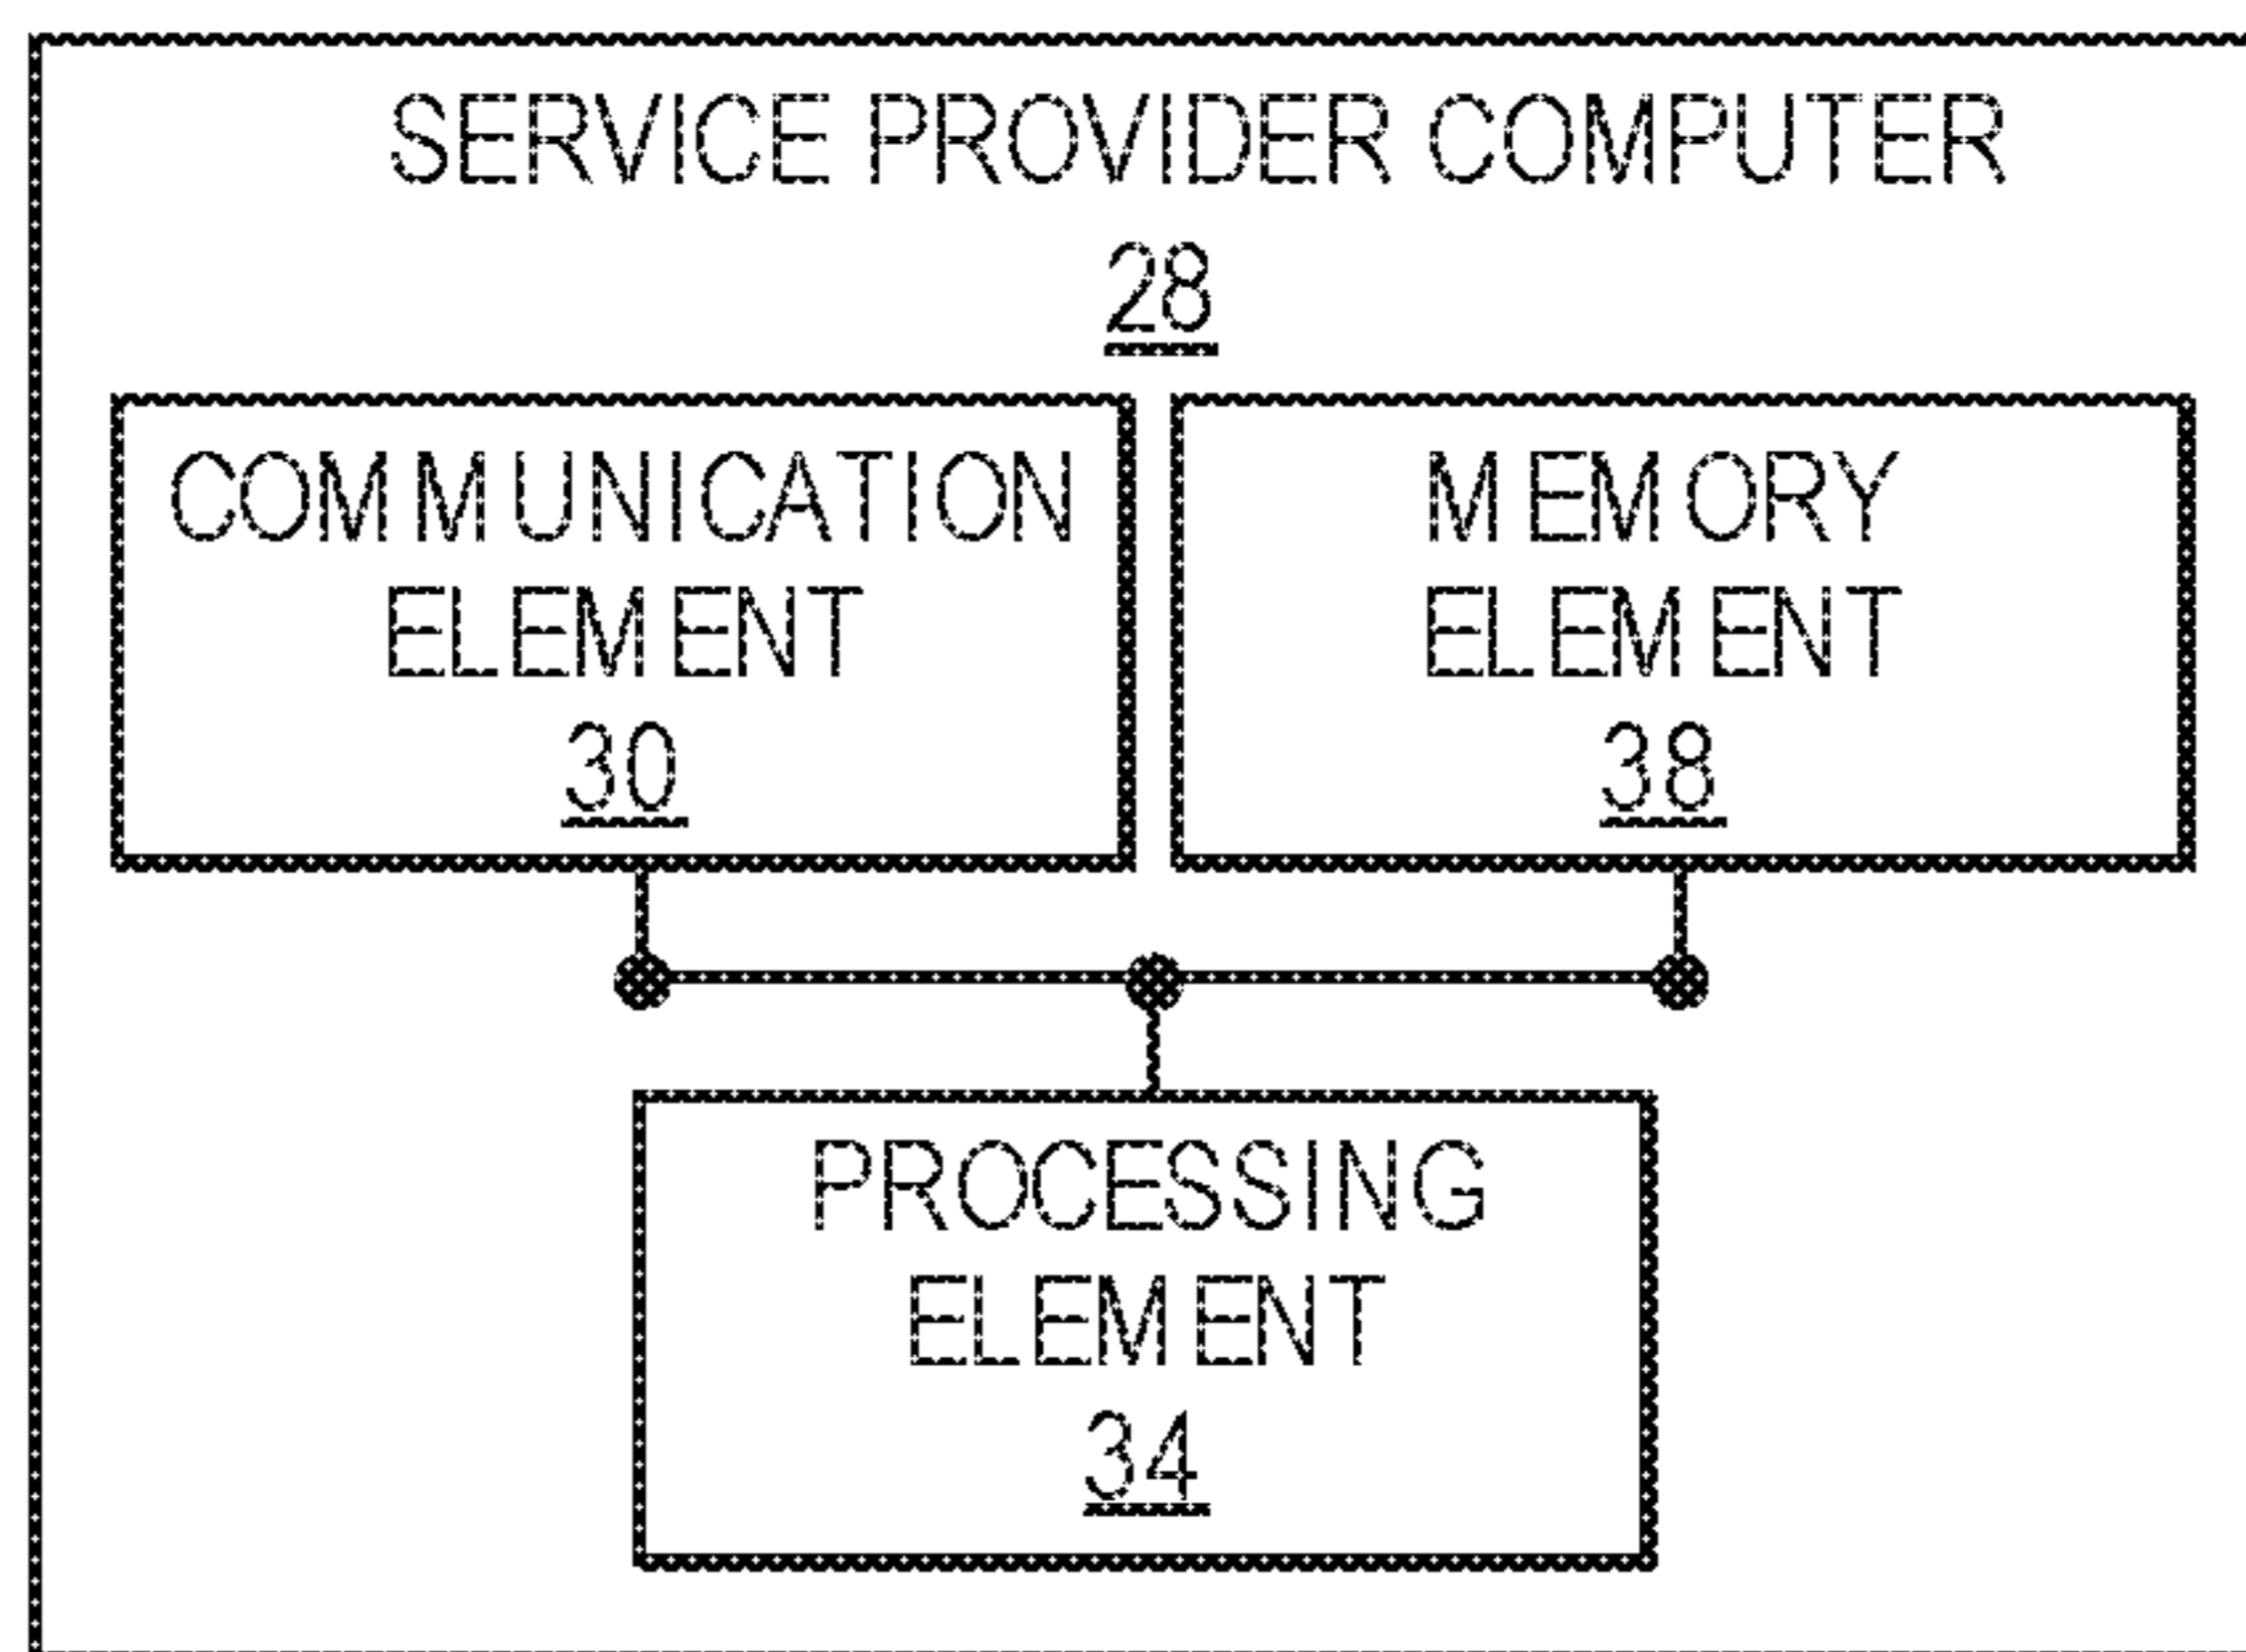 SERVICE PROVIDER COMPUTER
28
COMMUNICATION
ELEMENT
30
MEMORY
ELEMENT
38
PROCESSING
ELEMENT
34